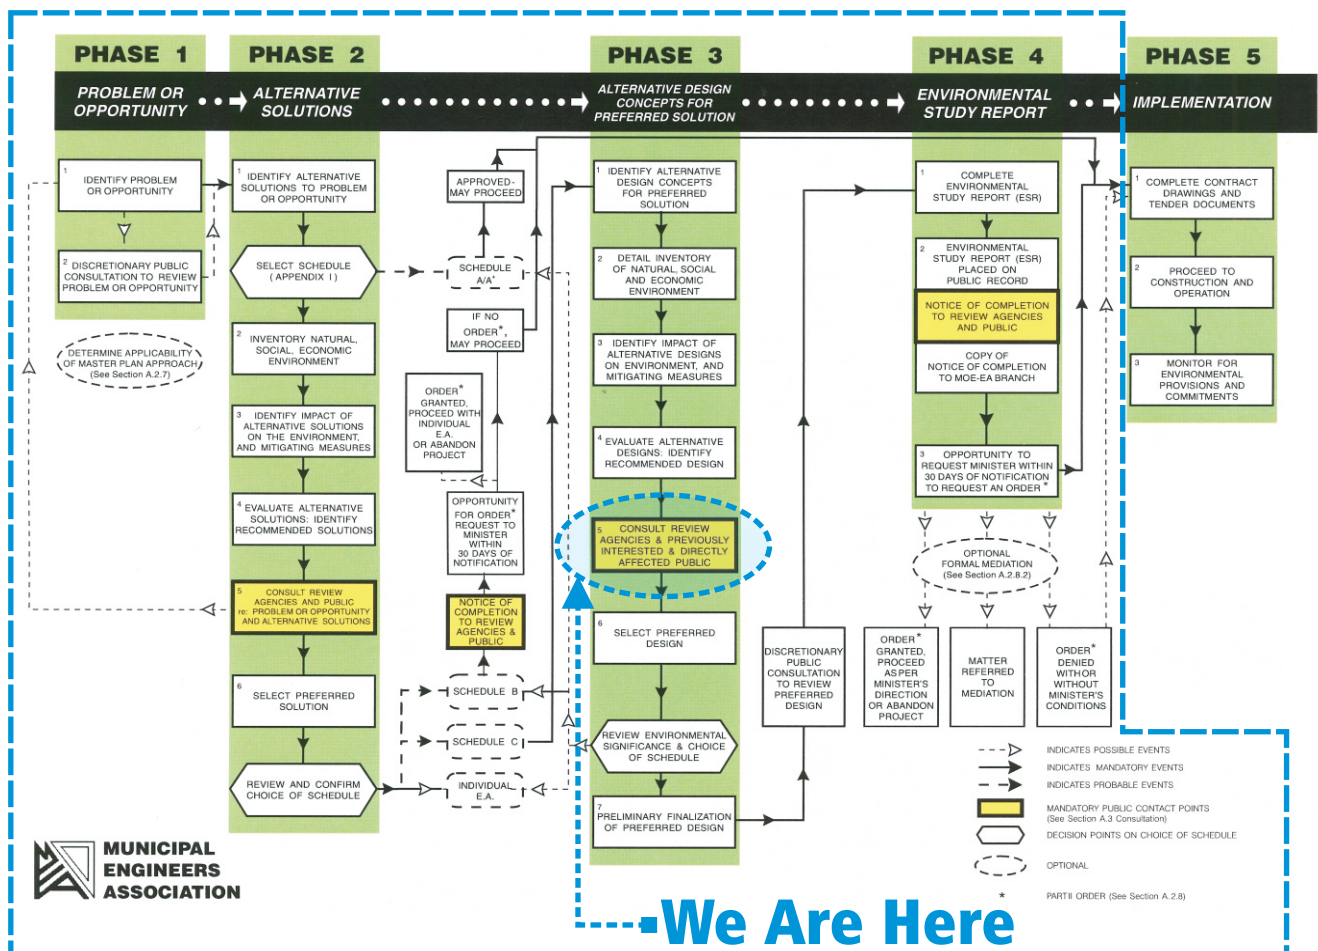 PHASE 1
PHASE 2
PHASE 3
PHASE 4
PHASE 5
PROBLEM OR
OPPORTUNITY
ALTERNATIVE
SOLUTIONS
ALTERNATIVE DESIGN
CONCEPTS FOR
PREFERRED SOLUTION
ENVIRONMENTAL
STUDY REPORT
IMPLEMENTATION
1 IDENTIFY PROBLEM
OR OPPORTUNITY
2 DISCRETIONARY PUBLIC
CONSULTATION TO REVIEW
PROBLEM OR OPPORTUNITY
DETERMINE APPLICABILITY
OF MASTER PLAN APPROACH
(See Section A.2.7)
1 IDENTIFY ALTERNATIVE
SOLUTIONS TO PROBLEM
OR OPPORTUNITY
SELECT SCHEDULE
( APPENDIX I )
2 INVENTORY NATURAL,
SOCIAL, ECONOMIC
ENVIRONMENT
3 IDENTIFY IMPACT OF
ALTERNATIVE SOLUTIONS
ON THE ENVIRONMENT,
AND MITIGATING MEASURES
4 EVALUATE ALTERNATIVE
SOLUTIONS: IDENTIFY
RECOMMENDED SOLUTIONS
5 CONSULT REVIEW
AGENCIES AND PUBLIC
re: PROBLEM OR OPPORTUNITY
AND ALTERNATIVE SOLUTIONS
6 SELECT PREFERRED
SOLUTION
REVIEW AND CONFIRM
CHOICE OF SCHEDULE
APPROVED-
MAY PROCEED
SCHEDULE
A/A+
IF NO
ORDER*,
MAY PROCEED
ORDER*
GRANTED,
PROCEED WITH
INDIVIDUAL
E.A.
OR ABANDON
PROJECT
OPPORTUNITY
FOR ORDER*
REQUEST TO
MINISTER
WITHIN
30 DAYS OF
NOTIFICATION
NOTICE OF
COMPLETION
TO REVIEW
AGENCIES &
PUBLIC
SCHEDULE B
SCHEDULE C
INDIVIDUAL
E.A.
1 IDENTIFY ALTERNATIVE
DESIGN CONCEPTS
FOR PREFERRED
SOLUTION
2 DETAIL INVENTORY
OF NATURAL, SOCIAL
AND ECONOMIC
ENVIRONMENT
3 IDENTIFY IMPACT OF
ALTERNATIVE DESIGNS
ON ENVIRONMENT, AND
MITIGATING MEASURES
4 EVALUATE ALTERNATIVE
DESIGNS: IDENTIFY
RECOMMENDED DESIGN
5 CONSULT REVIEW
AGENCIES & PREVIOUSLY
INTERESTED & DIRECTLY
AFFECTED PUBLIC
6 SELECT PREFERRED
DESIGN
REVIEW ENVIRONMENTAL
SIGNIFICANCE & CHOICE
OF SCHEDULE
7 PRELIMINARY FINALIZATION
OF PREFERRED DESIGN
DISCRETIONARY
PUBLIC
CONSULTATION
TO REVIEW
PREFERRED
DESIGN
1 COMPLETE
ENVIRONMENTAL
STUDY REPORT (ESR)
2 ENVIRONMENTAL
STUDY REPORT (ESR)
PLACED ON
PUBLIC RECORD
NOTICE OF COMPLETION
TO REVIEW AGENCIES
AND PUBLIC
COPY OF
NOTICE OF COMPLETION
TO MOE-EA BRANCH
3 OPPORTUNITY TO
REQUEST MINISTER WITHIN
30 DAYS OF NOTIFICATION
TO REQUEST AN ORDER *
OPTIONAL
FORMAL MEDIATION
(See Section A.2.8.2)
ORDER*
GRANTED,
PROCEED
AS PER
MINISTER'S
DIRECTION
OR ABANDON
PROJECT
MATTER
REFERRED
TO
MEDIATION
ORDER*
DENIED
WITH OR
WITHOUT
MINISTER'S
CONDITIONS
1 COMPLETE CONTRACT
DRAWINGS AND
TENDER DOCUMENTS
2 PROCEED TO
CONSTRUCTION AND
OPERATION
3 MONITOR FOR
ENVIRONMENTAL
PROVISIONS AND
COMMITMENTS
INDICATES POSSIBLE EVENTS
INDICATES MANDATORY EVENTS
INDICATES PROBABLE EVENTS
MANDATORY PUBLIC CONTACT POINTS
(See Section A.3 Consultation)
DECISION POINTS ON CHOICE OF SCHEDULE
OPTIONAL
* PART II ORDER (See Section A.2.8)
MUNICIPAL
ENGINEERS
ASSOCIATION
We Are Here